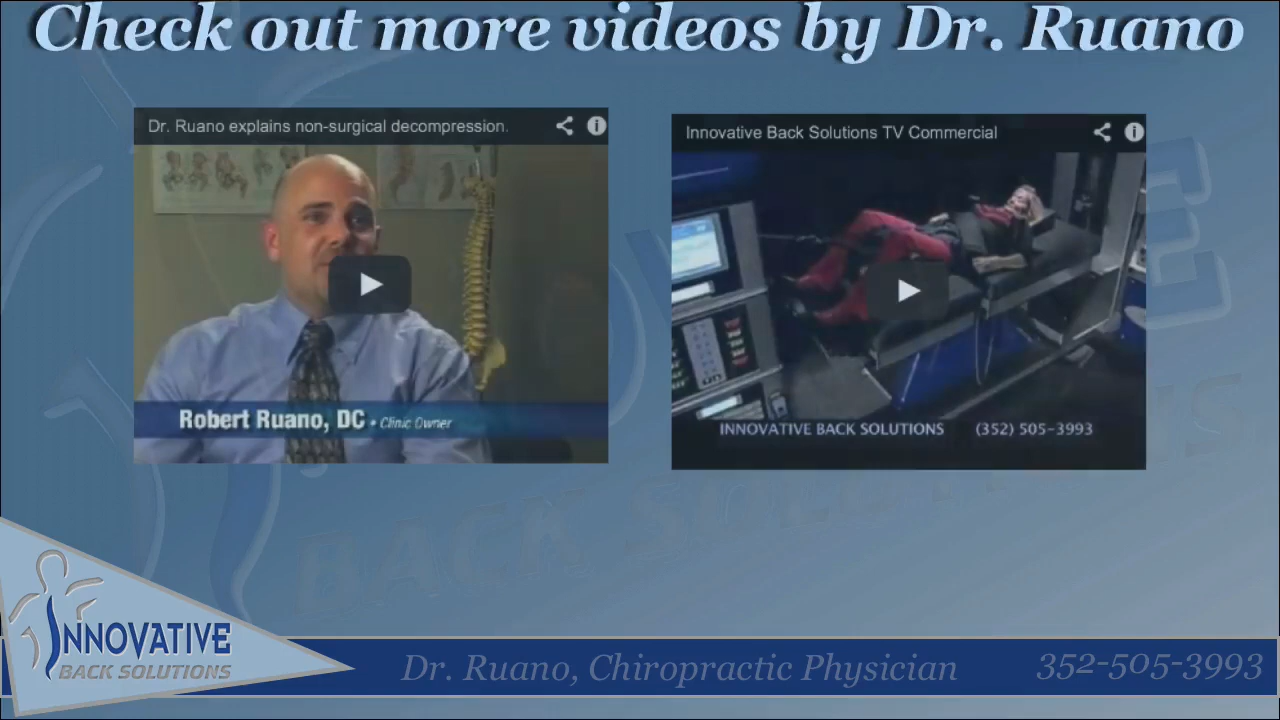 Check out more videos by Dr. Ruano
Dr. Ruano explains non-surgical decompression.
Innovative Back Solutions TV Commercial
Robert Ruano, DC • Clinic Owner
INNOVATIVE BACK SOLUTIONS (352) 505-3993
BACK SOLUTIONS
INNOVATIVE
BACK SOLUTIONS
Dr. Ruano, Chiropractic Physician
352-505-3993